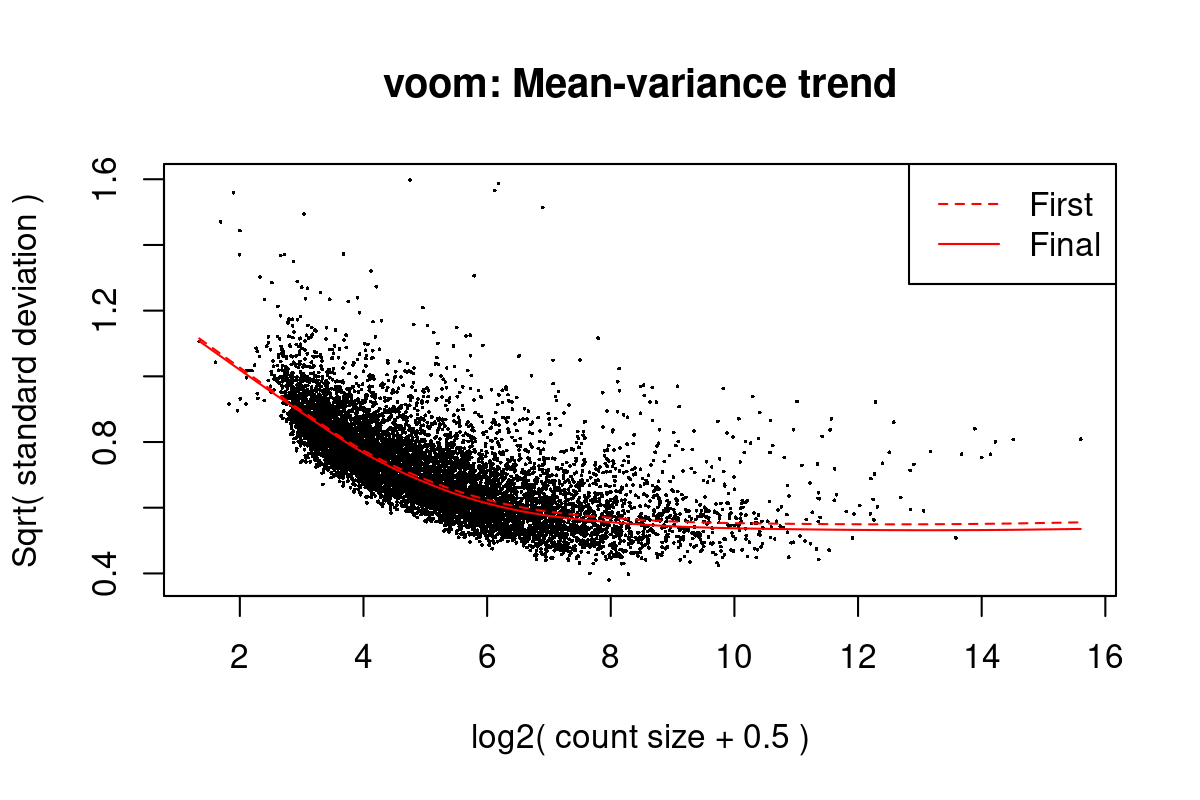 voom: Mean-variance trend
Sqrt( standard deviation )
1.6
1.2
0.8
0.4
First
Final
2 4 6 8 10 12 14 16
log2( count size + 0.5 )